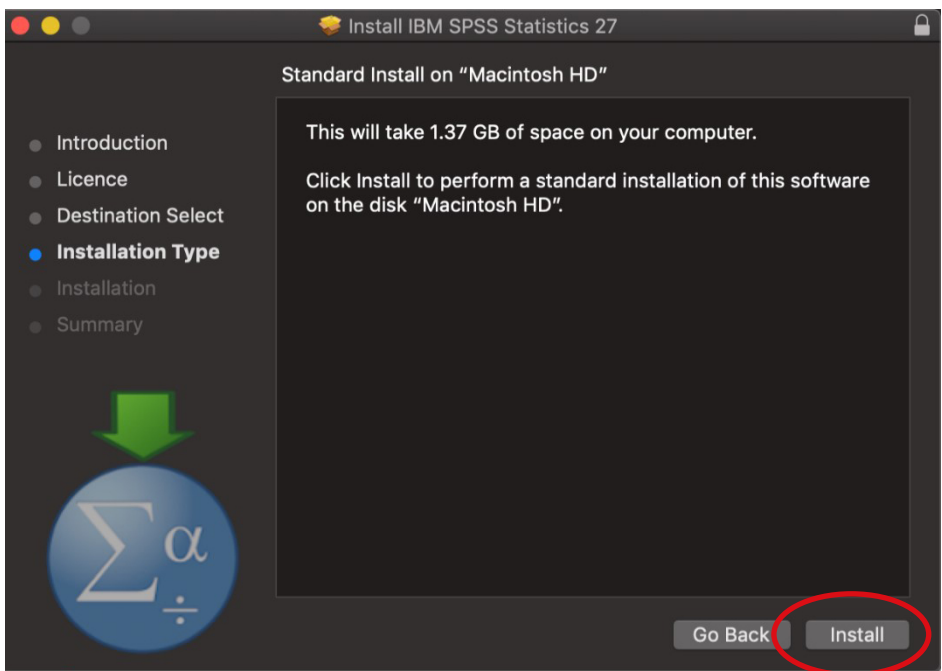 Install IBM SPSS Statistics 27
Standard Install on “Macintosh HD”
Introduction
Licence
Destination Select
Installation Type
Installation
Summary
This will take 1.37 GB of space on your computer.
Click Install to perform a standard installation of this software
on the disk “Macintosh HD”.
Σα
÷
Go Back
Install